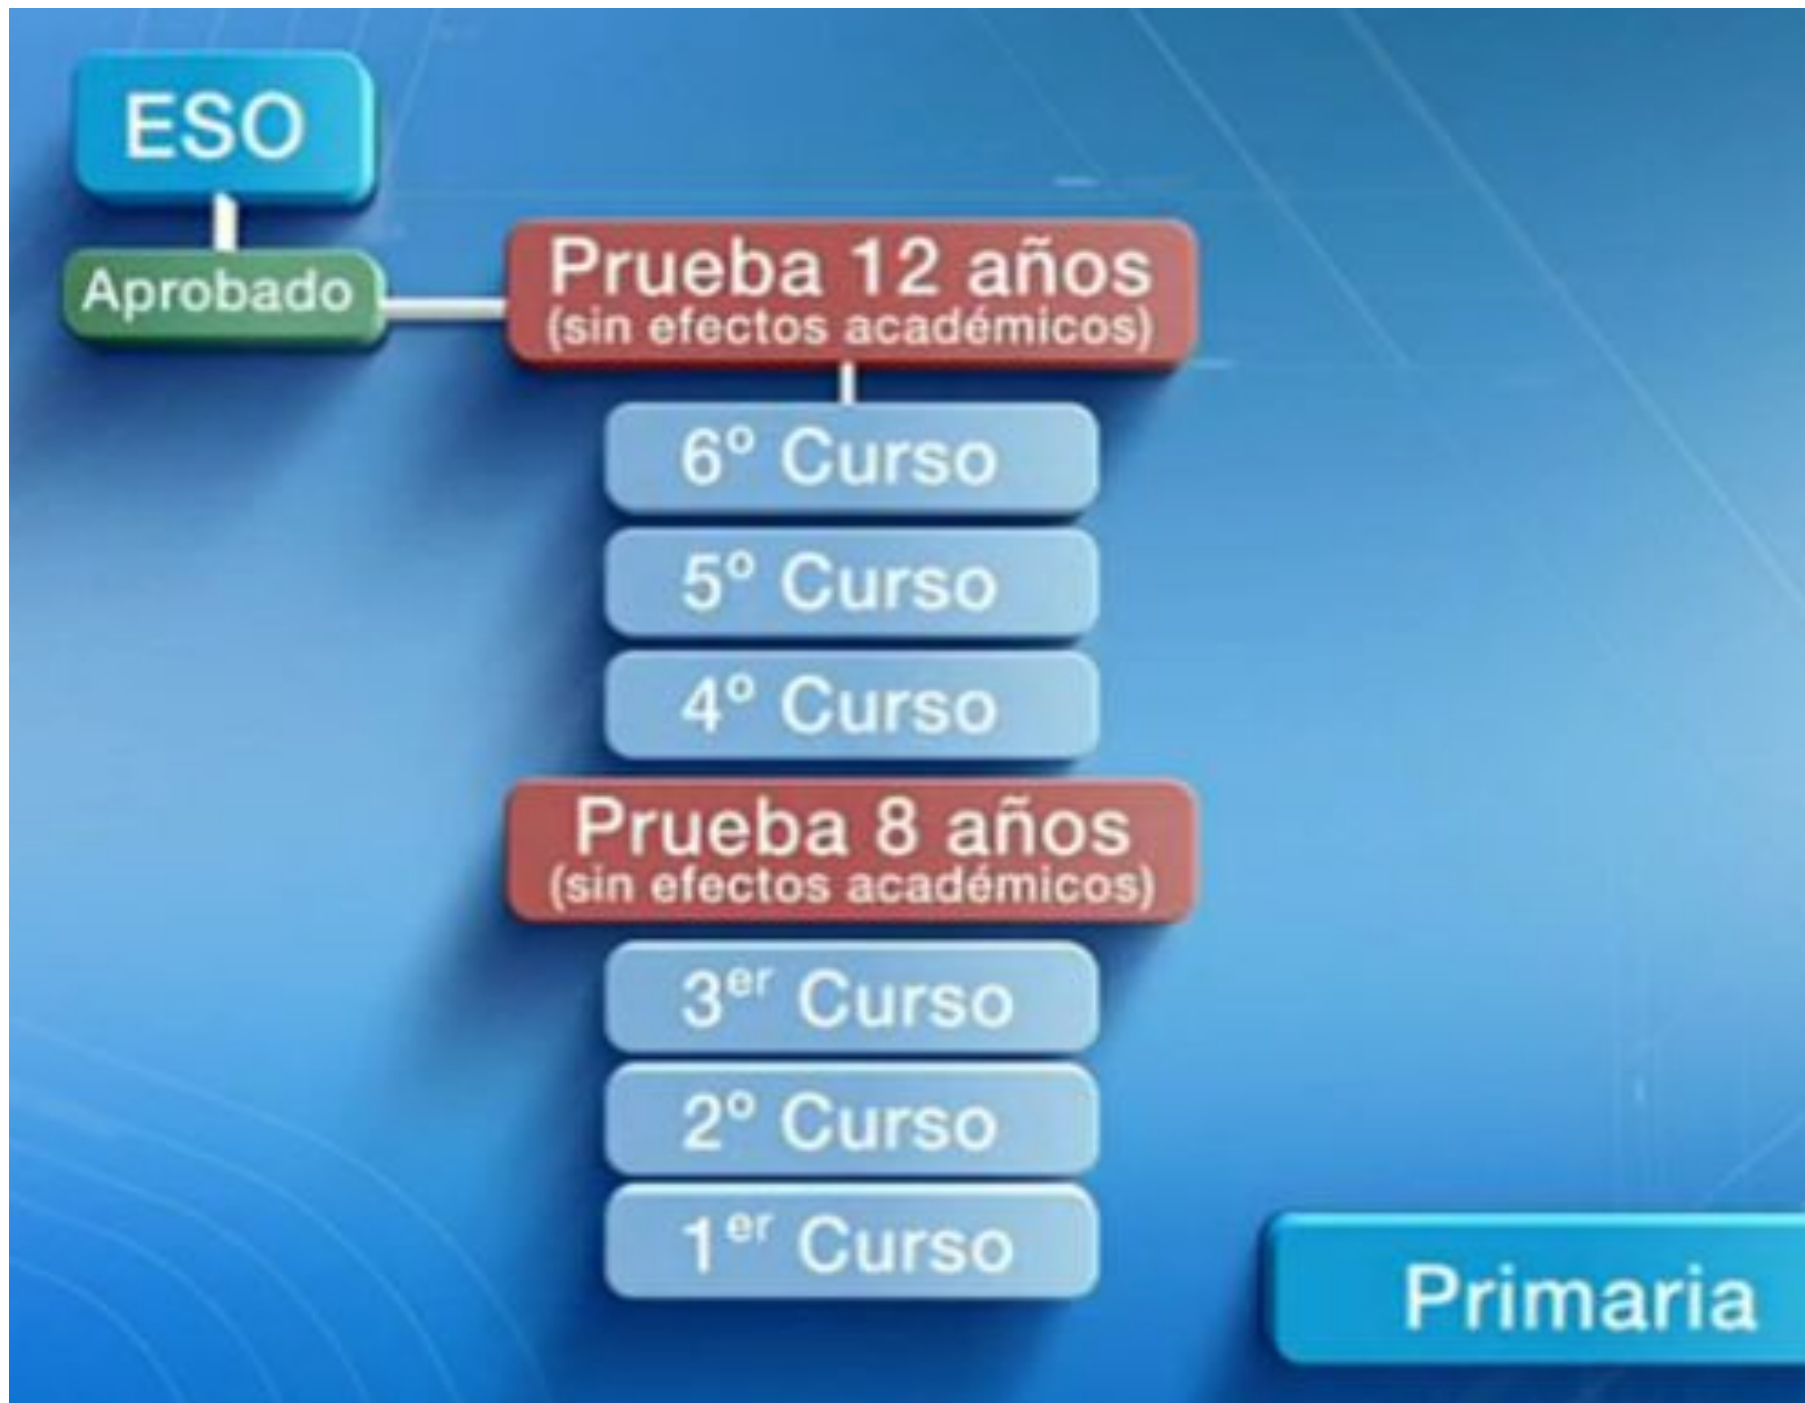 ESO
Aprobado
Prueba 12 años
(sin efectos académicos)
6º Curso
5º Curso
4º Curso
Prueba 8 años
(sin efectos académicos)
3er Curso
2º Curso
1er Curso
Primaria